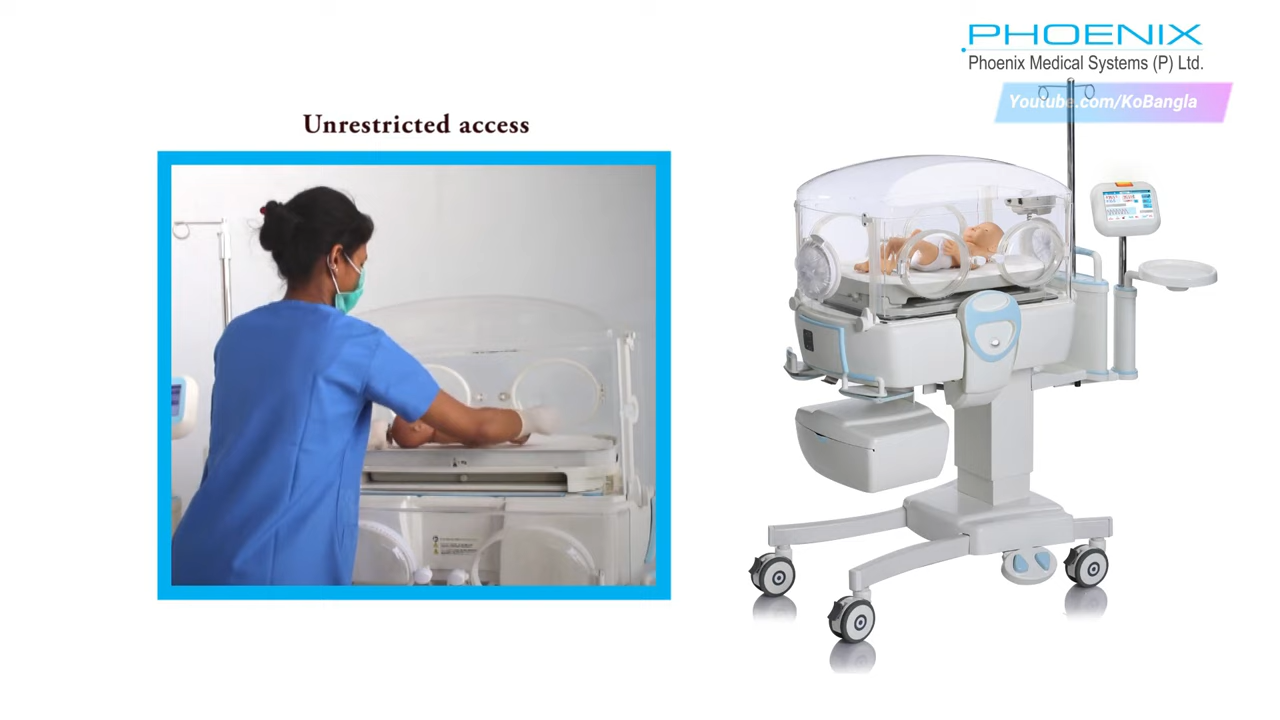 PHOENIX
Phoenix Medical Systems (P) Ltd.
Youtube.com/KoBangla
Unrestricted access